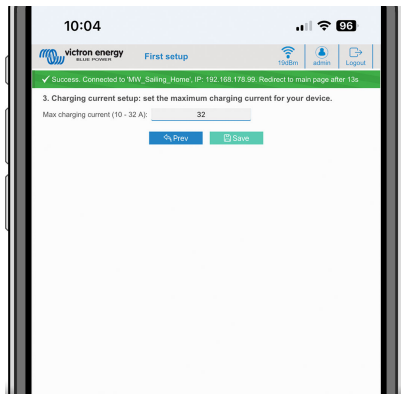 10:04
96
victron energy
BLUE POWER
First setup
19dBm
admin
Logout
Success. Connected to 'MW_Sailing_Home', IP: 192.168.178.99. Redirect to main page after 13s
3. Charging current setup: set the maximum charging current for your device.
Max charging current (10 - 32 A): 32
Prev
Save